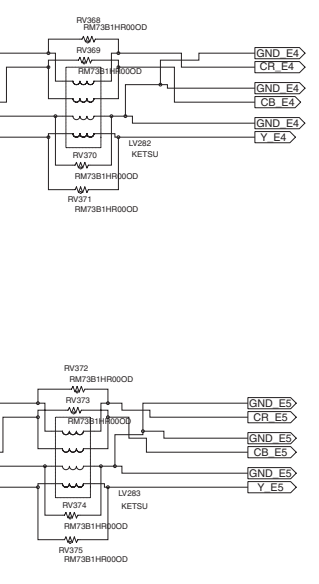 RV368
RM73B1HR00OD
RV369
GND_E4
CR_E4
RM73B1HR00OD
GND_E4
CB_E4
GND_E4
Y_E4
LV282
KETSU
RV370
RM73B1HR00OD
RV371
RM73B1HR00OD
RV372
RM73B1HR00OD
RV373
GND_E5
CR_E5
RM73B1HR00OD
GND_E5
CB_E5
GND_E5
Y_E5
LV283
KETSU
RV374
RM73B1HR00OD
RV375
RM73B1HR00OD